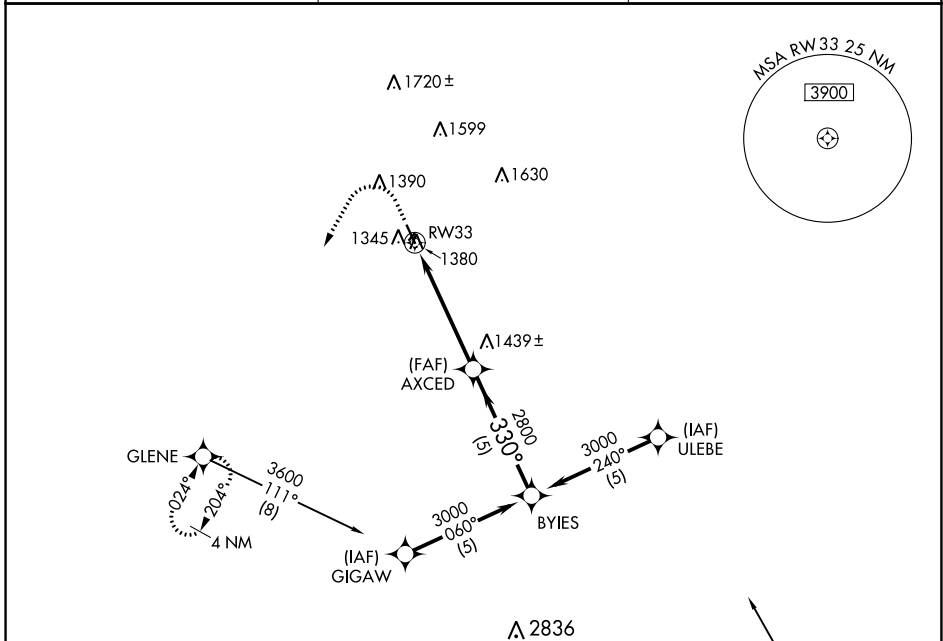 MSA RW33 25 NM
3900
1720±
1599
1390
1630
RW33
1345
1380
1439±
(FAF)
AXCED
2800
330°
(5)
(IAF)
ULEBE
3000
240°
(5)
GLENE
3600
111°
(8)
024°
204°
4 NM
3000
060°
(5)
BYIES
(IAF)
GIGAW
2836